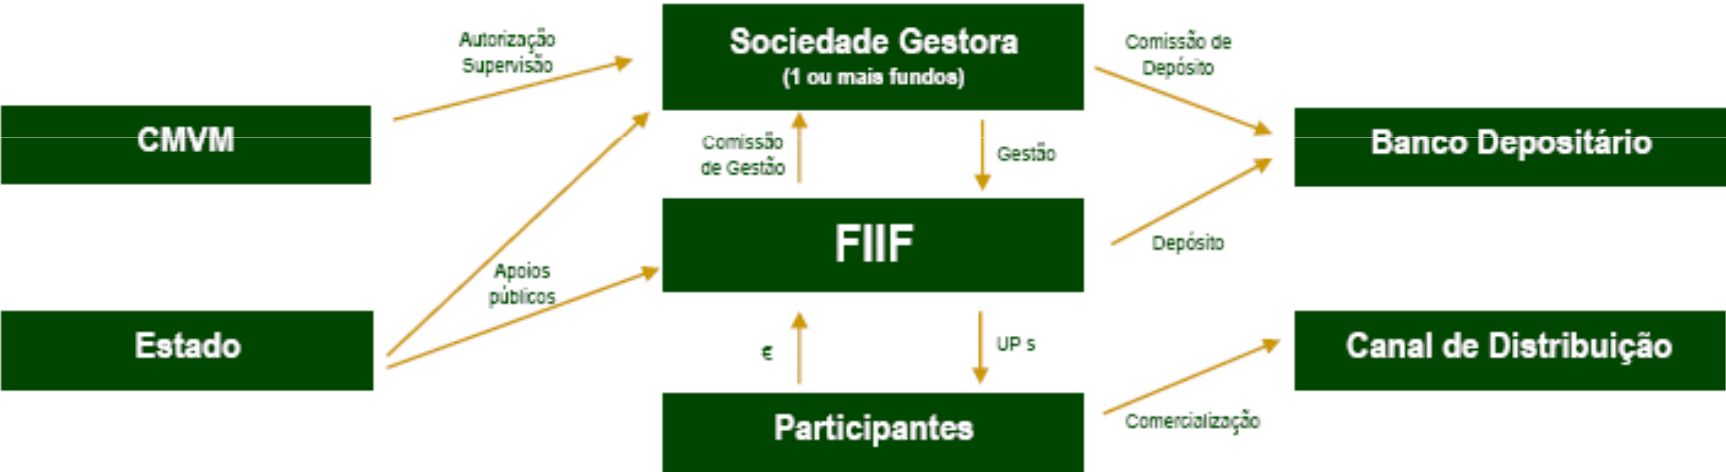 Autorização
Supervisão
Sociedade Gestora
(1 ou mais fundos)
Comissão de
Depósito
CMVM
Comissão
de Gestão
Gestão
Banco Depositário
FIIF
Depósito
Apoios
públicos
Estado
€
UP s
Canal de Distribuição
Participantes
Comercialização